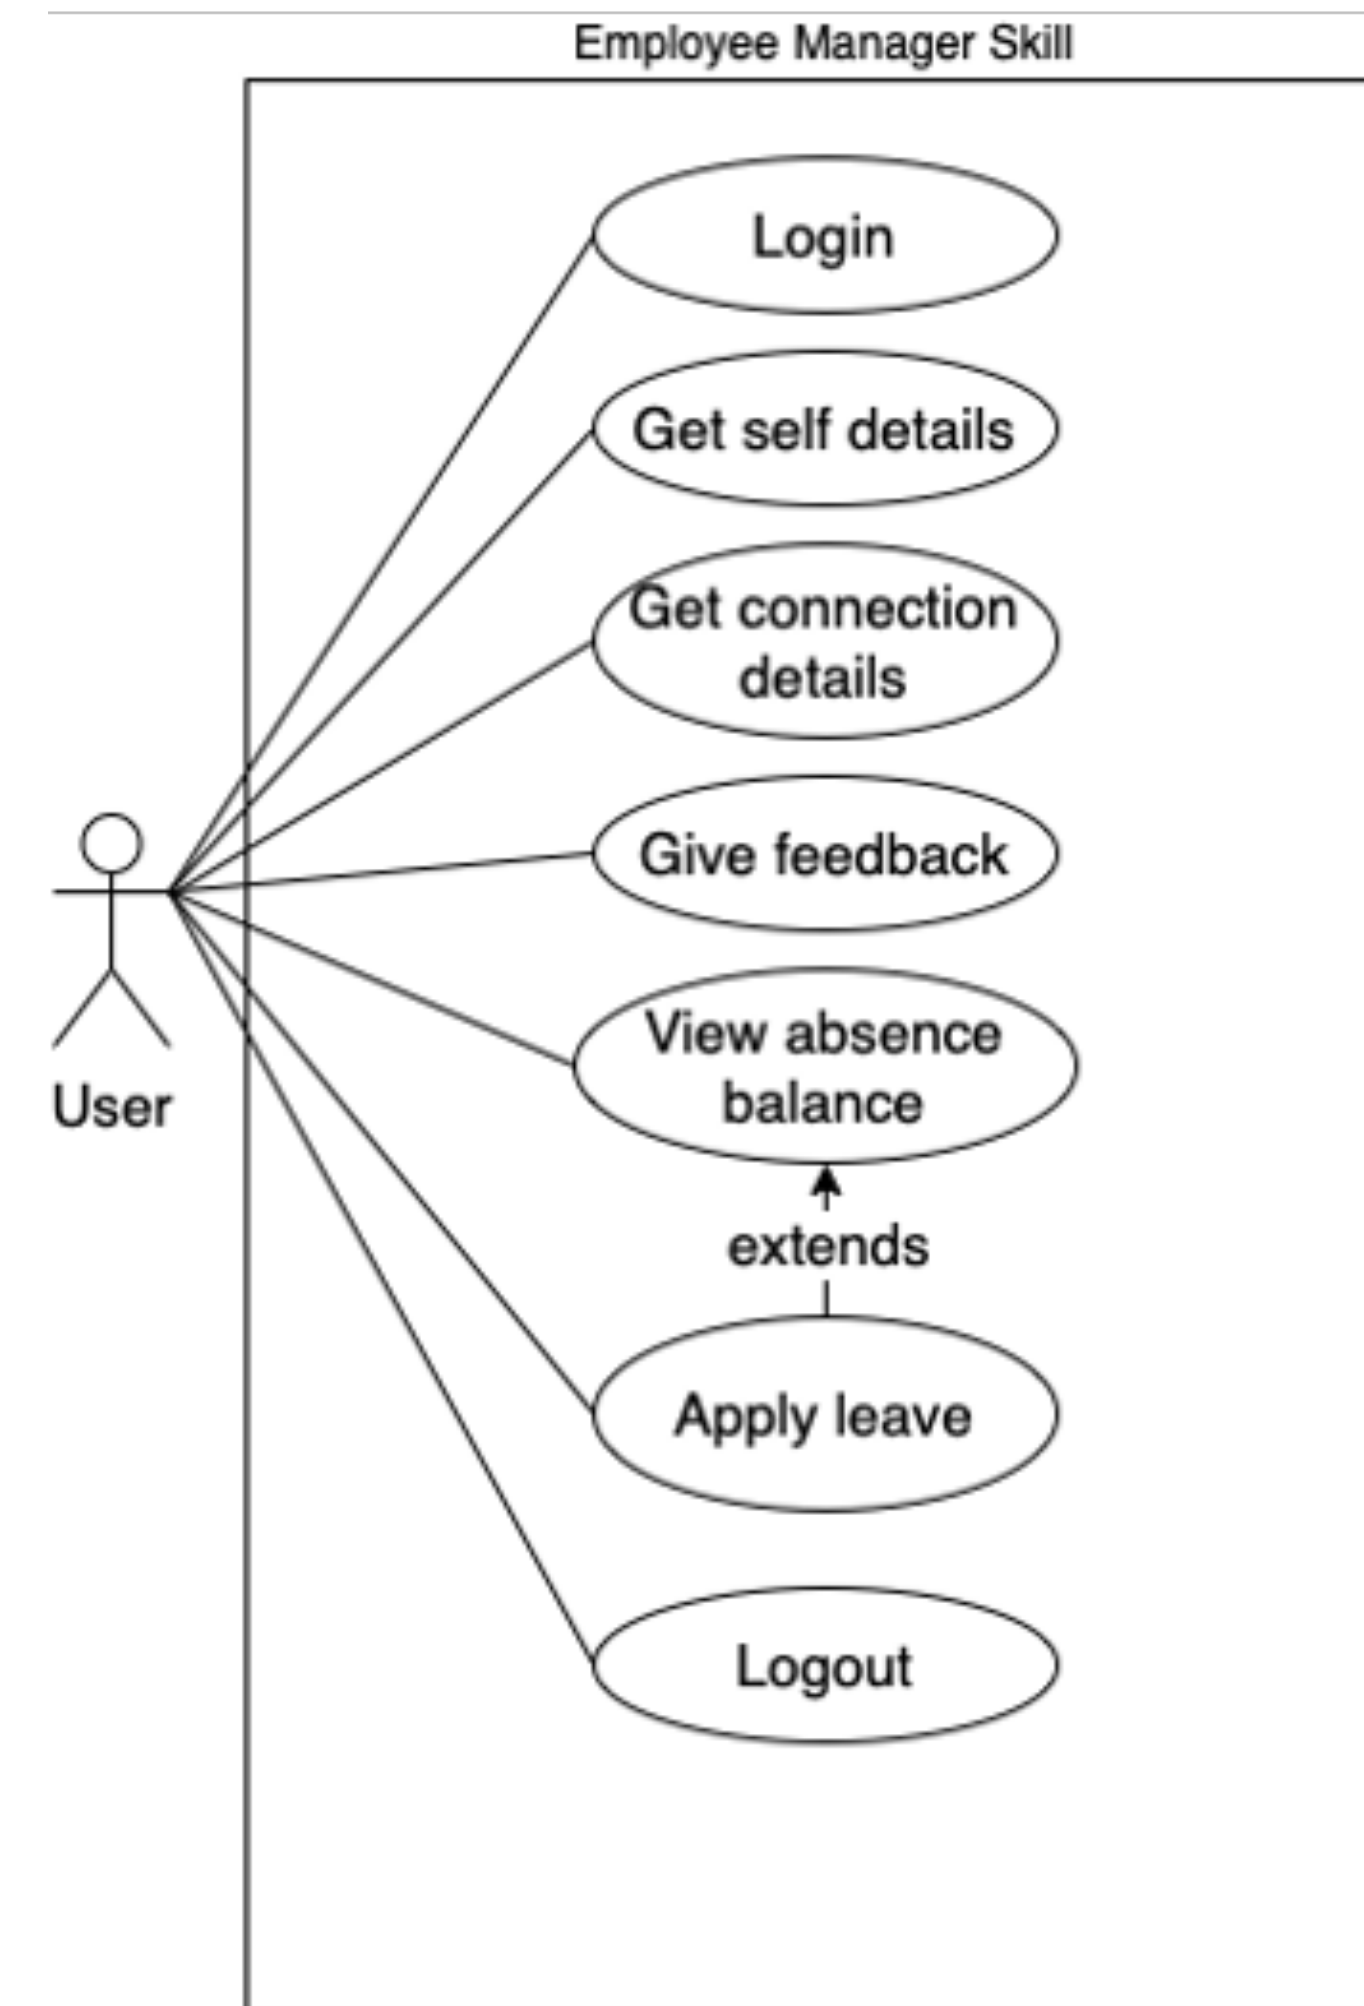 Employee Manager Skill
Login
Get self details
Get connection
details
Give feedback
View absence
balance
User
extends
Apply leave
Logout